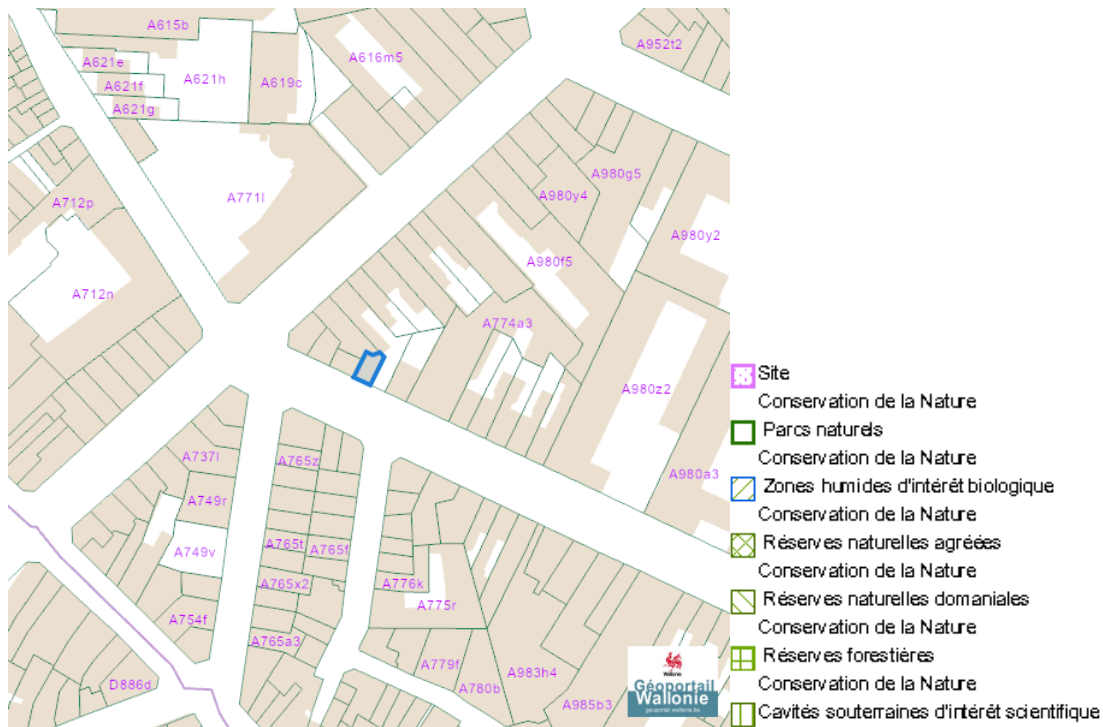 A615b
A952t2
A621e
A616m5
A621h
A619c
A621f
A621g
A980g5
A771l
A980y4
A712p
A980y2
A980f5
A712n
A774a3
A980z2
A737l
A765z
A980a3
A749r
A765t
A765f
A749v
A776k
A765x2
A775r
A754f
A765a3
A779f
A983h4
D886d
A780b
A985b3
Wallonie
Géoportail
Wallonie
geoportail.wallonie.be
Site
Conservation de la Nature
Parcs naturels
Conservation de la Nature
Zones humides d'intérêt biologique
Conservation de la Nature
Réserves naturelles agréées
Conservation de la Nature
Réserves naturelles domaniales
Conservation de la Nature
Réserves forestières
Conservation de la Nature
Cavités souterraines d'intérêt scientifique